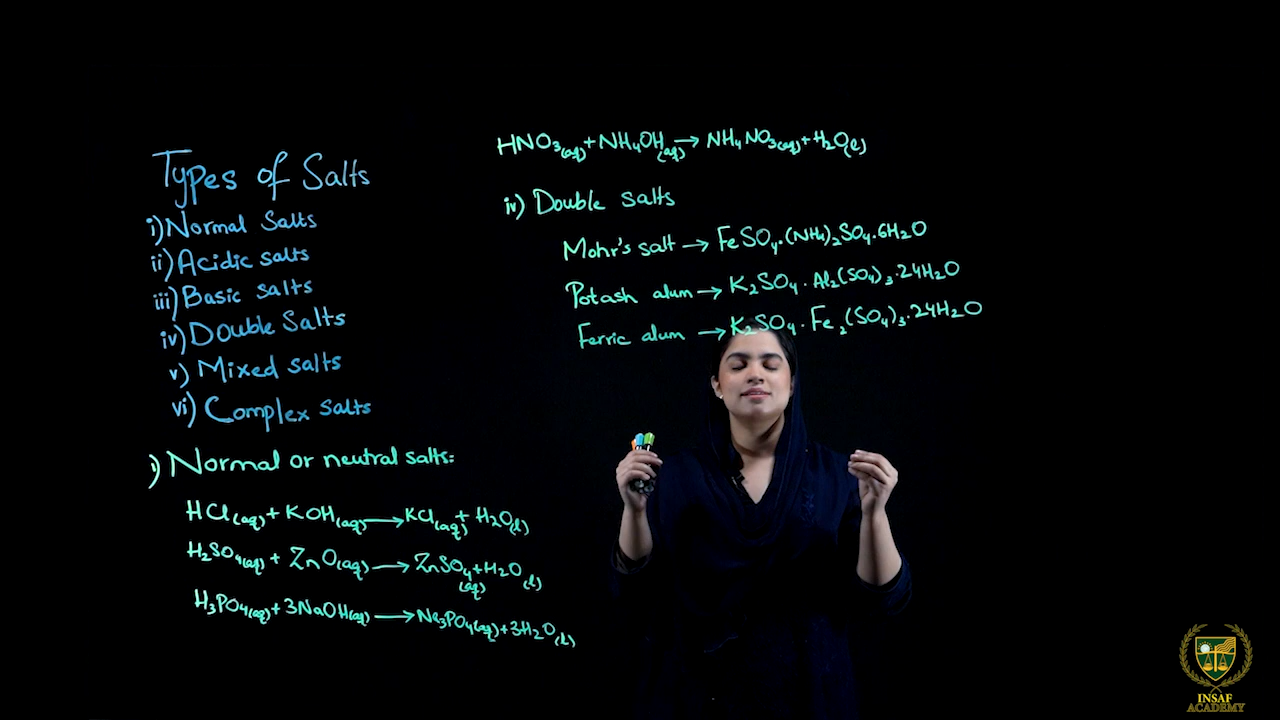 Types of Salts
i) Normal Salts
ii) Acidic salts
iii) Basic salts
iv) Double Salts
v) Mixed salts
vi) Complex salts
i) Normal or neutral salts:
HCl(aq) + KOH(aq) → KCl(aq) + H2O(l)
H2SO4(aq) + ZnO(aq) → ZnSO4(aq) + H2O(l)
H3PO4(aq) + 3NaOH(aq) → Na3PO4(aq) + 3H2O(l)
HNO3(aq) + NH4OH(aq) → NH4NO3(aq) + H2O(l)
iv) Double salts
Mohr's salt → FeSO4.(NH4)2SO4.6H2O
Potash alum → K2SO4.Al2(SO4)3.24H2O
Ferric alum → K2SO4.Fe2(SO4)3.24H2O
INSAF
ACADEMY